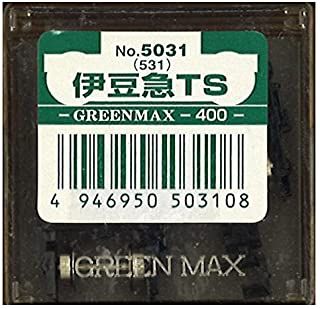 No.5031
(531)
伊豆急TS
-GREENMAX-400-
4 946950 503108
GREEN MAX